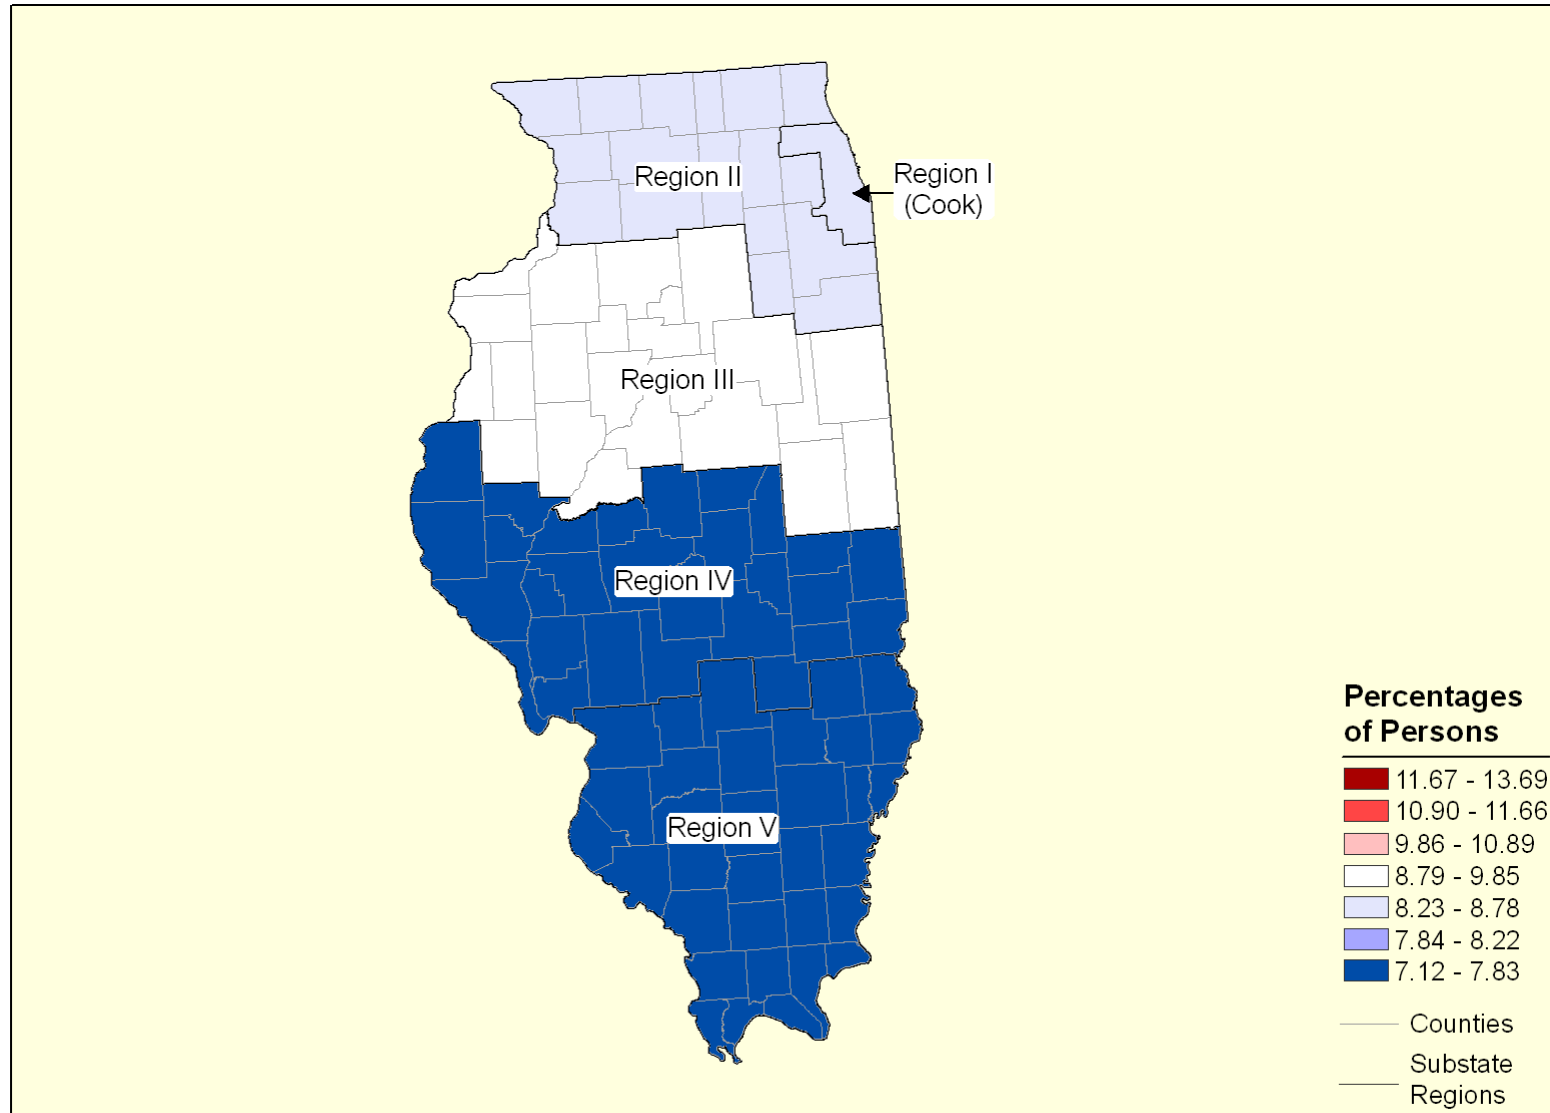 Region II
Region I
(Cook)
Region III
Region IV
Region V
Percentages
of Persons
11.67 - 13.69
10.90 - 11.66
9.86 - 10.89
8.79 - 9.85
8.23 - 8.78
7.84 - 8.22
7.12 - 7.83
Counties
Substate
Regions